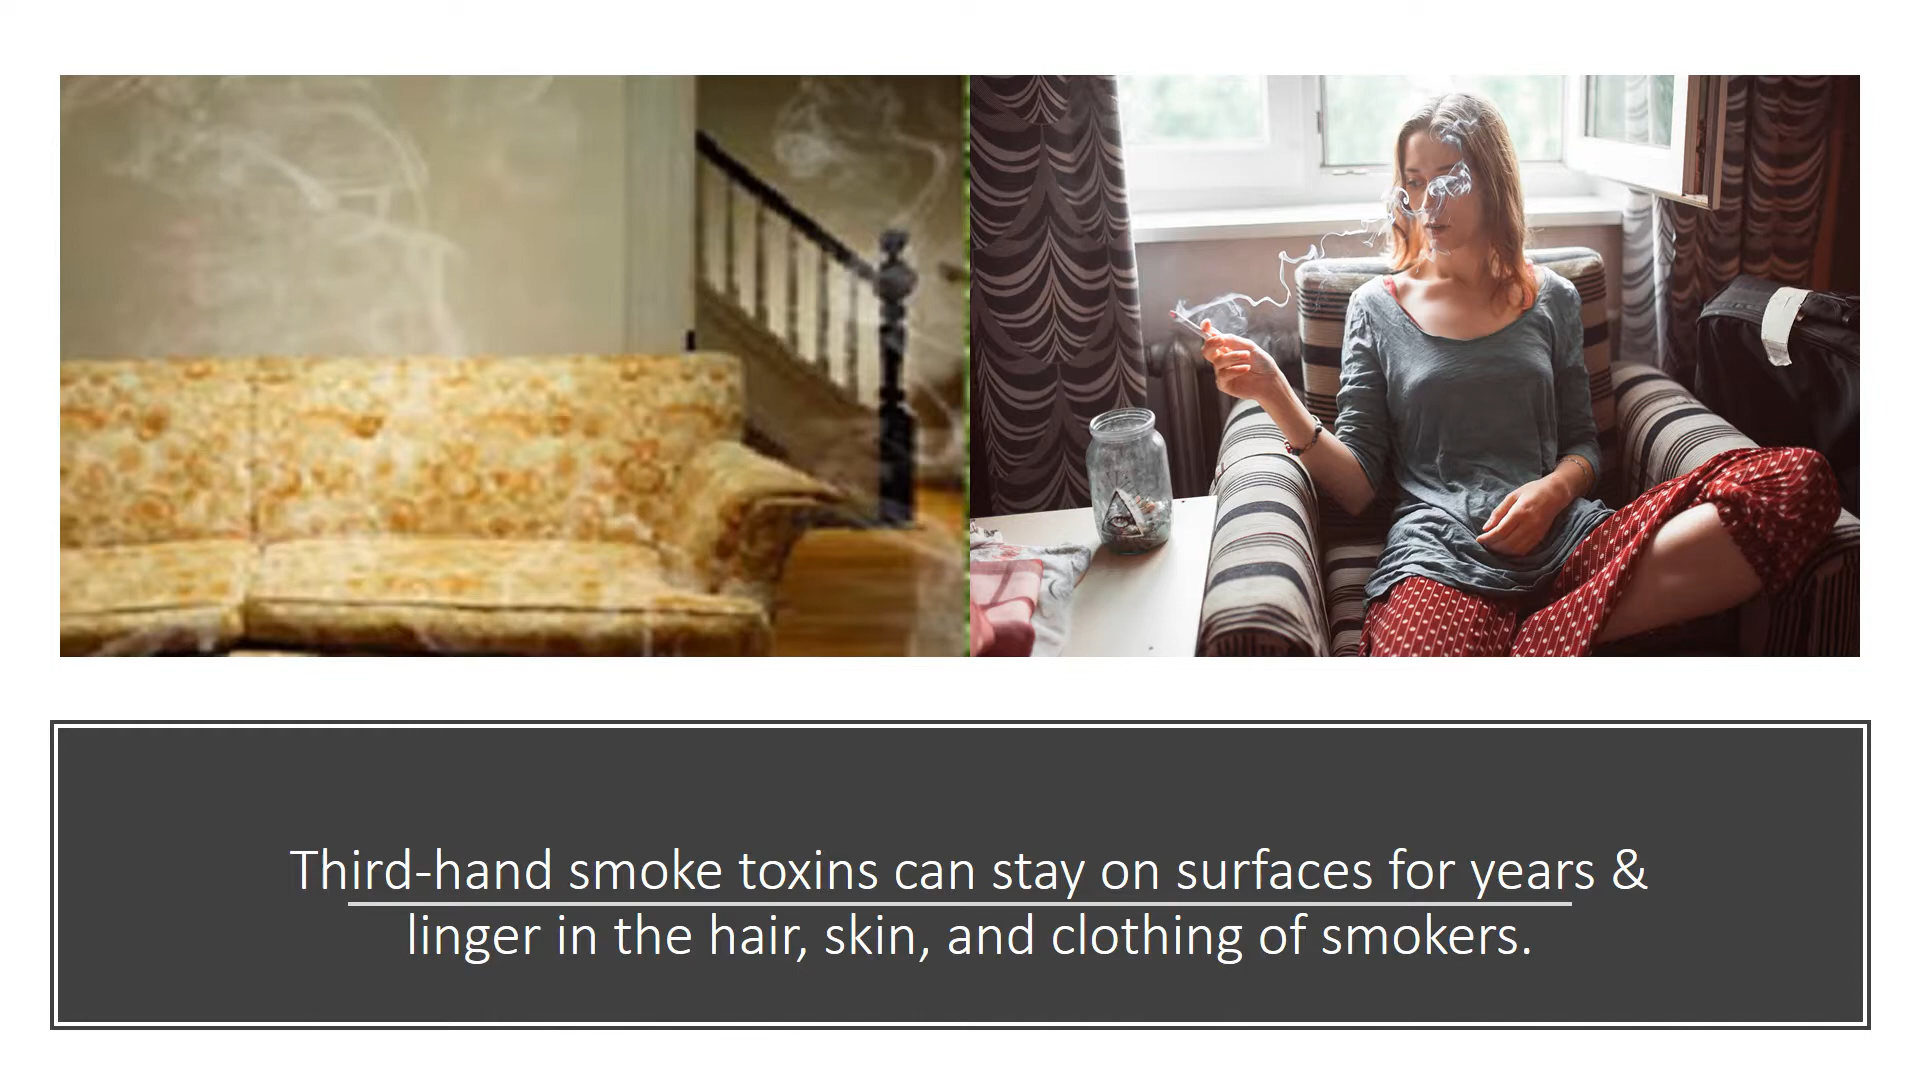 Third-hand smoke toxins can stay on surfaces for years &
linger in the hair, skin, and clothing of smokers.